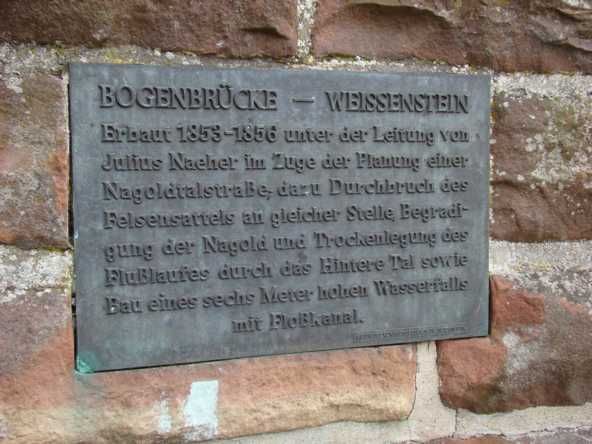 BOGENBRÜCKE — WEISSENSTEIN
Erbaut 1853-1856 unter der Leitung von
Julius Naeher im Zuge der Planung einer
Nagoldtalstraße, dazu Durchbruch des
Felsensattels an gleicher Stelle, Begradi-
gung der Nagold und Trockenlegung des
Flußlaufes durch das Hintere Tal sowie
Bau eines sechs Meter hohen Wasserfalls
mit Floßkanal.